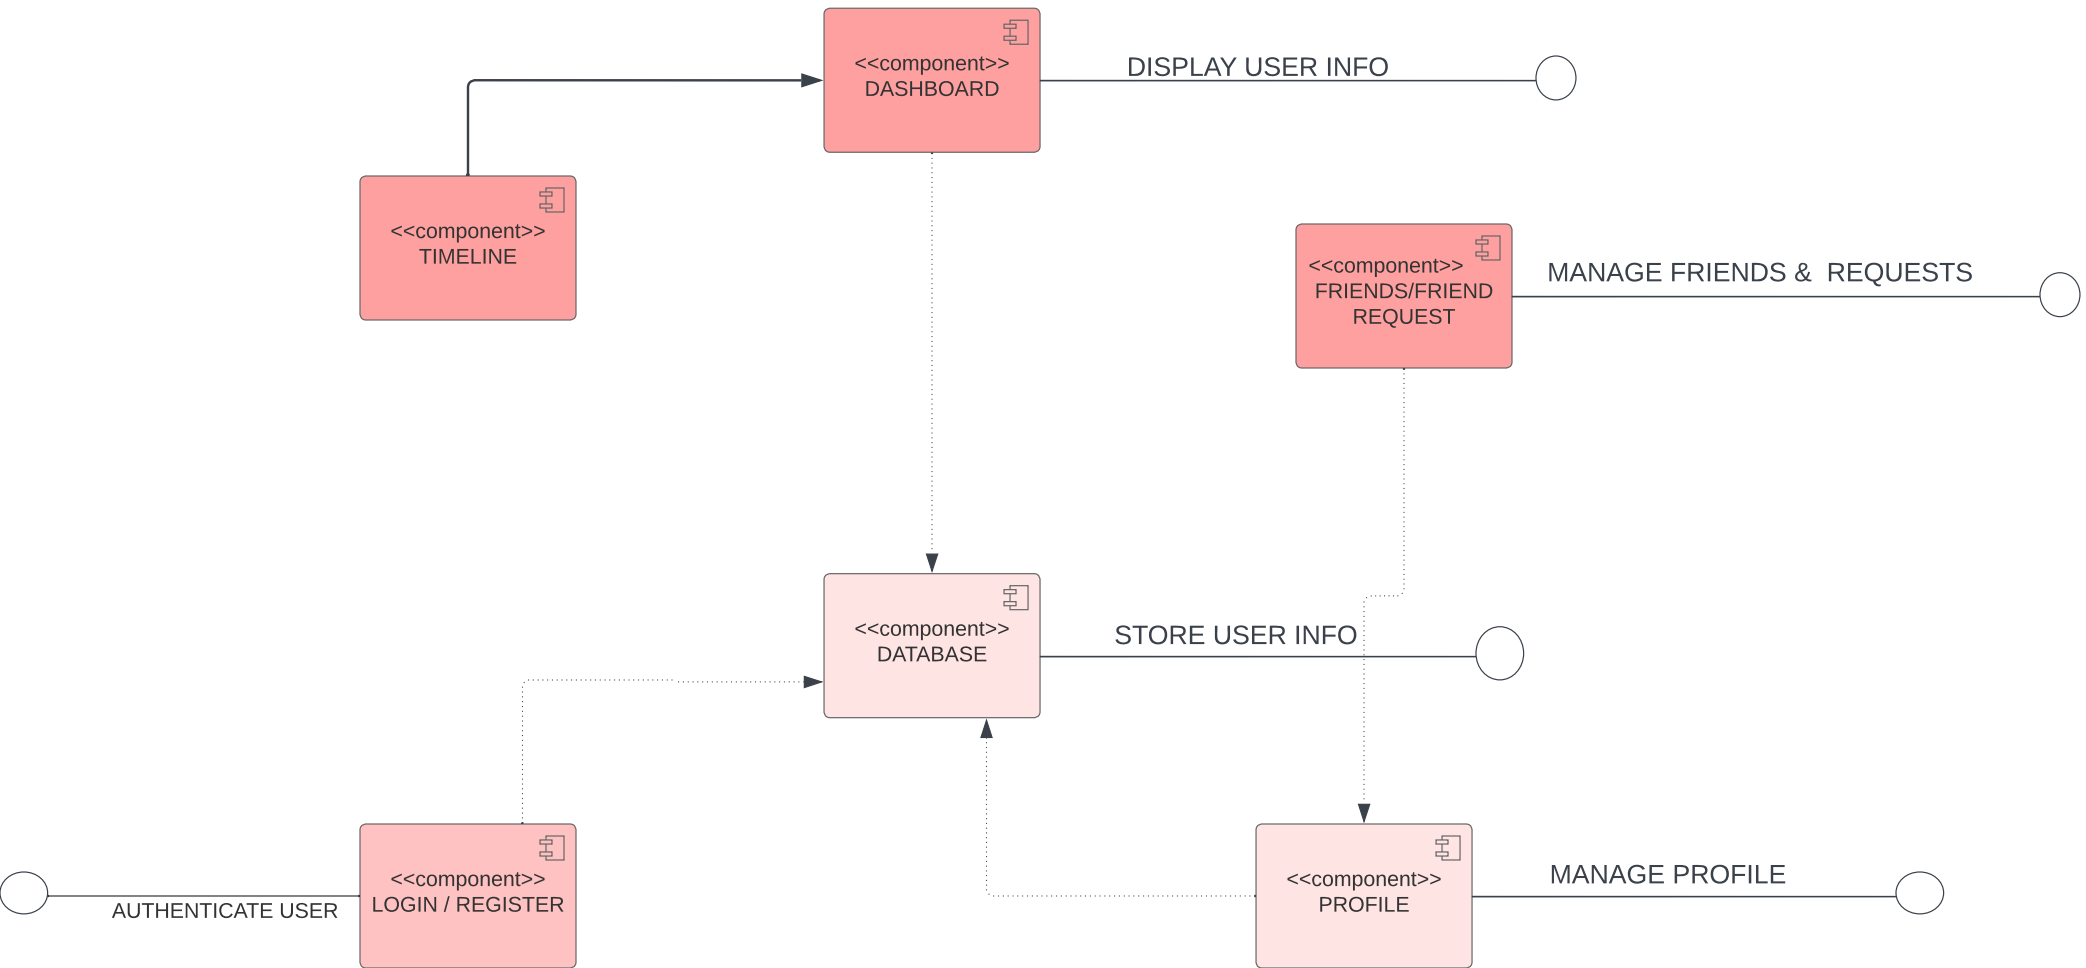 <<component>>
DASHBOARD
DISPLAY USER INFO
<<component>>
TIMELINE
<<component>>
FRIENDS/FRIEND
REQUEST
MANAGE FRIENDS &  REQUESTS
<<component>>
DATABASE
STORE USER INFO
<<component>>
LOGIN / REGISTER
AUTHENTICATE USER
<<component>>
PROFILE
MANAGE PROFILE